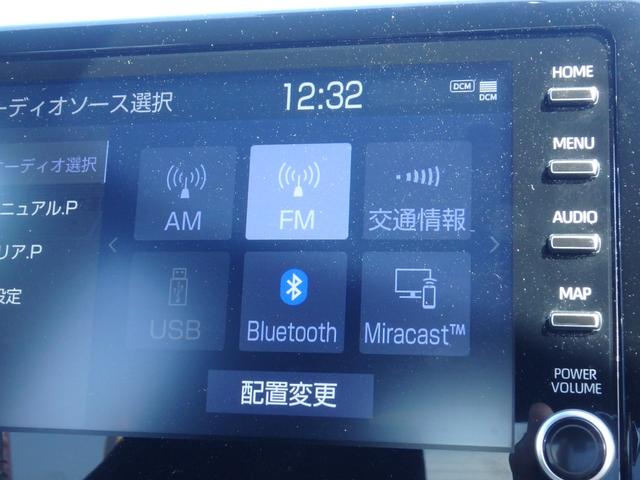 ーディオソース選択
12:32
DCM
DCM
ーディオ選択
ニュアル.P
リア.P
設定
AM
FM
交通情報
USB
Bluetooth
Miracast™
配置変更
HOME
MENU
AUDIO
MAP
POWER
VOLUME